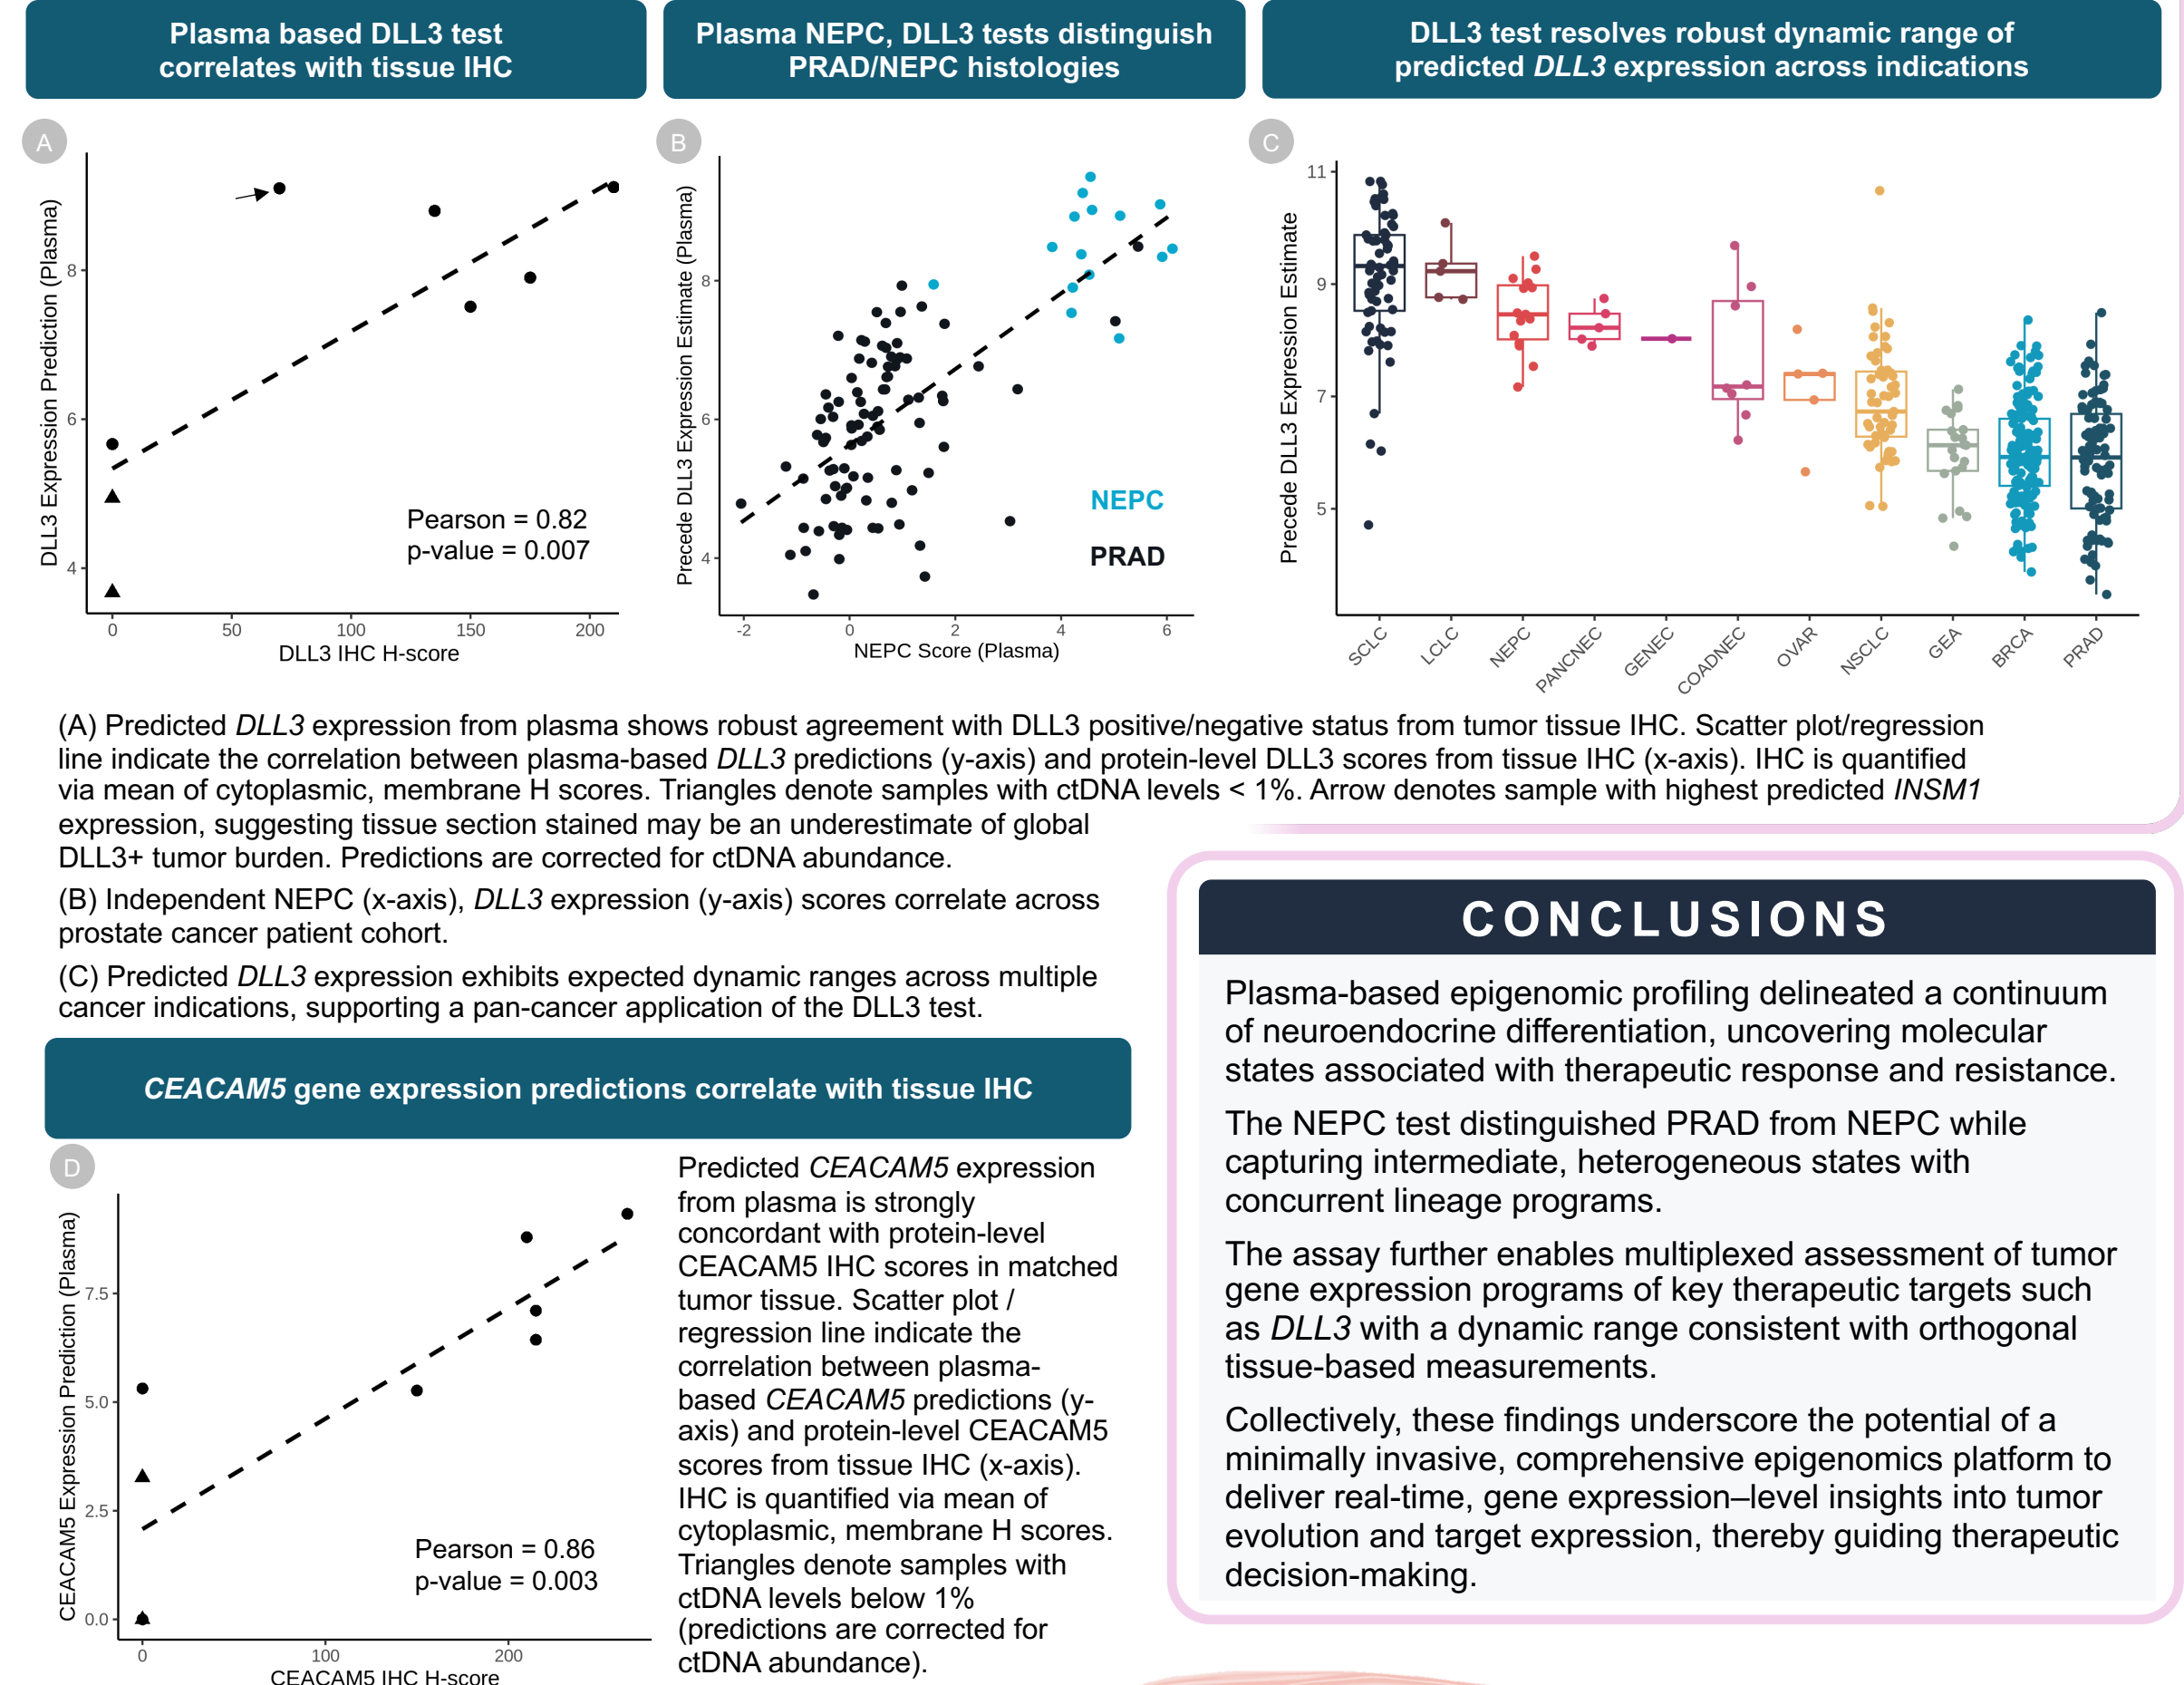 Plasma based DLL3 test
correlates with tissue IHC
Plasma NEPC, DLL3 tests distinguish
PRAD/NEPC histologies
DLL3 test resolves robust dynamic range of
predicted DLL3 expression across indications
A
DLL3 Expression Prediction (Plasma)
8
6
4
0
50
100
150
200
DLL3 IHC H-score
Pearson = 0.82
p-value = 0.007
B
Precede DLL3 Expression Estimate (Plasma)
8
6
4
-2
0
2
4
6
NEPC Score (Plasma)
NEPC
PRAD
C
Precede DLL3 Expression Estimate
11
9
7
5
SCLC
LCLC
NEPC
PANCNEC
GENEC
COADNEC
OVAR
NSCLC
GEA
BRCA
PRAD
(A) Predicted DLL3 expression from plasma shows robust agreement with DLL3 positive/negative status from tumor tissue IHC. Scatter plot/regression
line indicate the correlation between plasma-based DLL3 predictions (y-axis) and protein-level DLL3 scores from tissue IHC (x-axis). IHC is quantified
via mean of cytoplasmic, membrane H scores. Triangles denote samples with ctDNA levels < 1%. Arrow denotes sample with highest predicted INSM1
expression, suggesting tissue section stained may be an underestimate of global
DLL3+ tumor burden. Predictions are corrected for ctDNA abundance.
(B) Independent NEPC (x-axis), DLL3 expression (y-axis) scores correlate across
prostate cancer patient cohort.
(C) Predicted DLL3 expression exhibits expected dynamic ranges across multiple
cancer indications, supporting a pan-cancer application of the DLL3 test.
CEACAM5 gene expression predictions correlate with tissue IHC
D
CEACAM5 Expression Prediction (Plasma)
7.5
5.0
2.5
0.0
0
100
200
CEACAM5 IHC H-score
Pearson = 0.86
p-value = 0.003
Predicted CEACAM5 expression
from plasma is strongly
concordant with protein-level
CEACAM5 IHC scores in matched
tumor tissue. Scatter plot /
regression line indicate the
correlation between plasma-
based CEACAM5 predictions (y-
axis) and protein-level CEACAM5
scores from tissue IHC (x-axis).
IHC is quantified via mean of
cytoplasmic, membrane H scores.
Triangles denote samples with
ctDNA levels below 1%
(predictions are corrected for
ctDNA abundance).
CONCLUSIONS
Plasma-based epigenomic profiling delineated a continuum
of neuroendocrine differentiation, uncovering molecular
states associated with therapeutic response and resistance.
The NEPC test distinguished PRAD from NEPC while
capturing intermediate, heterogeneous states with
concurrent lineage programs.
The assay further enables multiplexed assessment of tumor
gene expression programs of key therapeutic targets such
as DLL3 with a dynamic range consistent with orthogonal
tissue-based measurements.
Collectively, these findings underscore the potential of a
minimally invasive, comprehensive epigenomics platform to
deliver real-time, gene expression–level insights into tumor
evolution and target expression, thereby guiding therapeutic
decision-making.